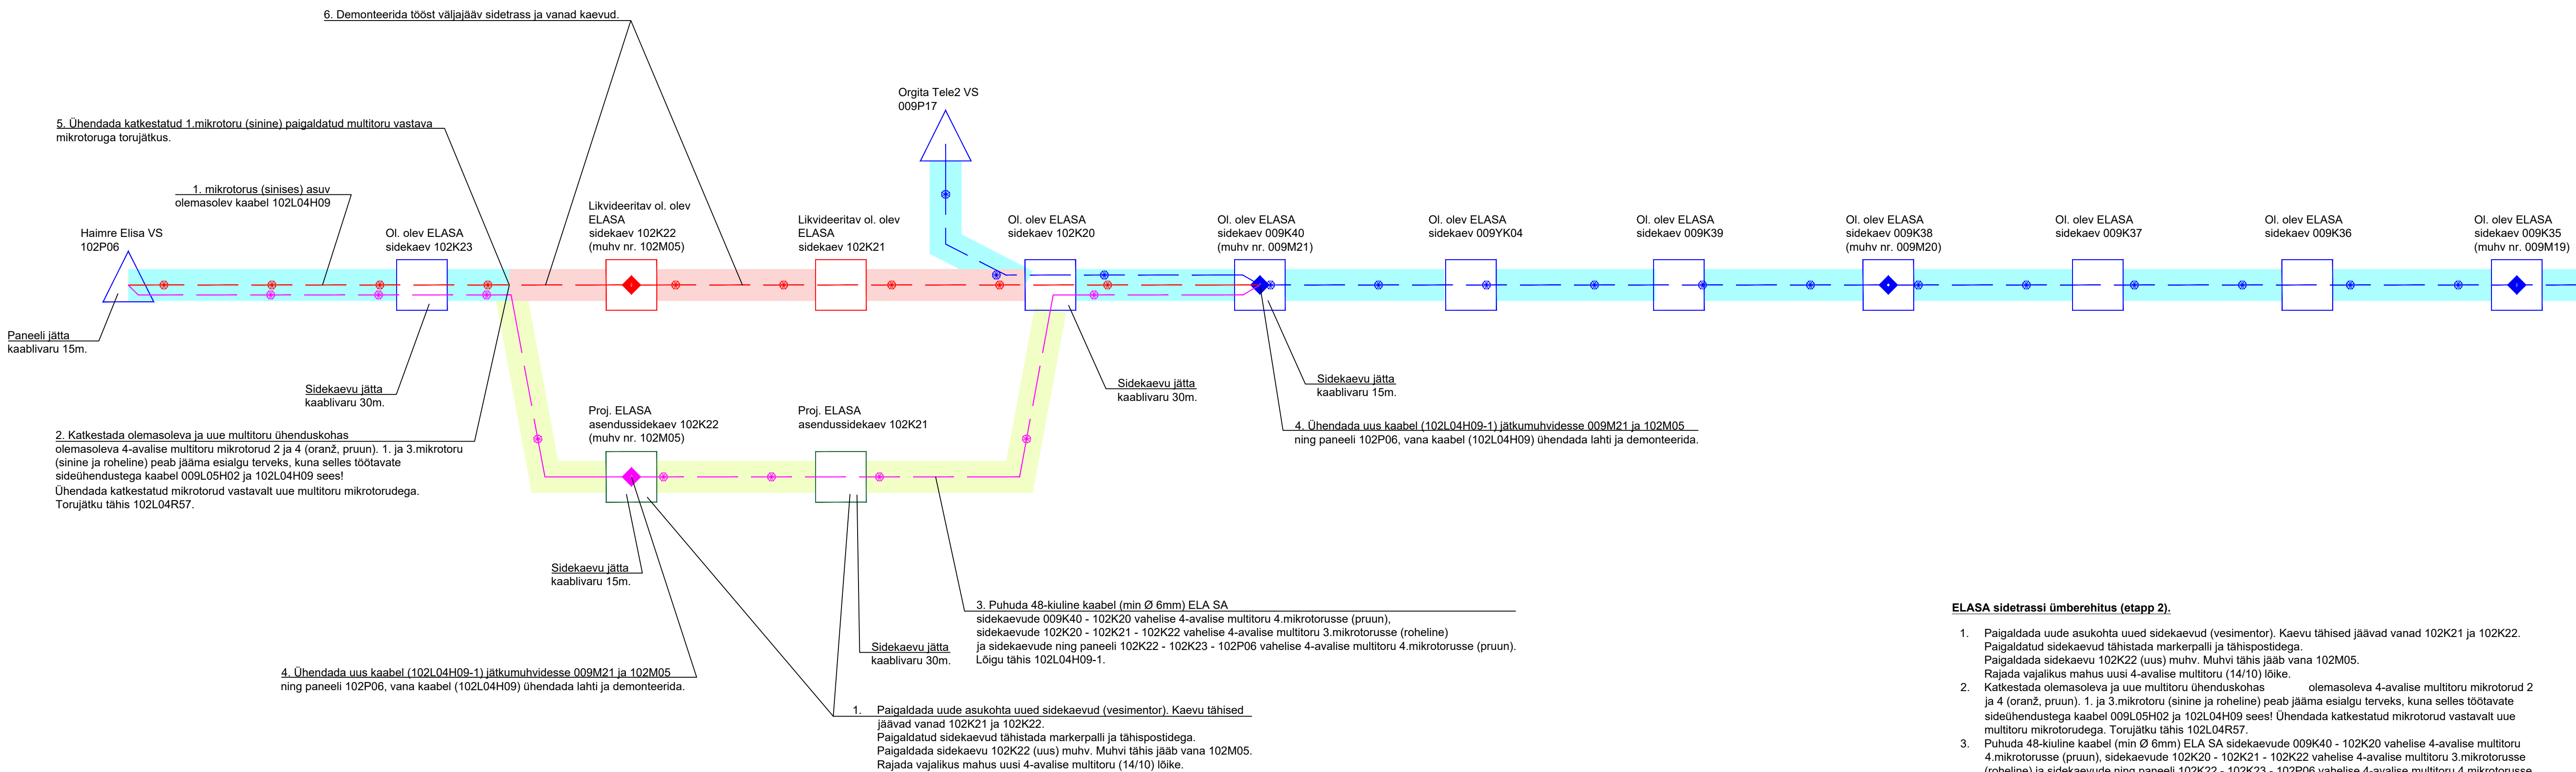 6. Demonteerida tööst väljajääv sidetrass ja vanad kaevud.
Orgita Tele2 VS
009P17
5. Ühendada katkestatud 1.mikrotoru (sinine) paigaldatud multitoru vastava
mikrotoruga torujätkus.
1. mikrotorus (sinises) asuv
olemasolev kaabel 102L04H09
Haimre Elisa VS
102P06
Ol. olev ELASA
sidekaev 102K23
Likvideeritav ol. olev
ELASA
sidekaev 102K22
(muhv nr. 102M05)
Likvideeritav ol. olev
ELASA
sidekaev 102K21
Ol. olev ELASA
sidekaev 102K20
Ol. olev ELASA
sidekaev 009K40
(muhv nr. 009M21)
Ol. olev ELASA
sidekaev 009YK04
Ol. olev ELASA
sidekaev 009K39
Ol. olev ELASA
sidekaev 009K38
(muhv nr. 009M20)
Ol. olev ELASA
sidekaev 009K37
Ol. olev ELASA
sidekaev 009K36
Ol. olev ELASA
sidekaev 009K35
(muhv nr. 009M19)
Paneeli jätta
kaablivaru 15m.
Sidekaevu jätta
kaablivaru 30m.
Sidekaevu jätta
kaablivaru 30m.
Sidekaevu jätta
kaablivaru 15m.
Proj. ELASA
asendussidekaev 102K22
(muhv nr. 102M05)
Proj. ELASA
asendussidekaev 102K21
4. Ühendada uus kaabel (102L04H09-1) jätkumuhvidesse 009M21 ja 102M05
ning paneeli 102P06, vana kaabel (102L04H09) ühendada lahti ja demonteerida.
2. Katkestada olemasoleva ja uue multitoru ühenduskohas
olemasoleva 4-avalise multitoru mikrotorud 2 ja 4 (oranž, pruun). 1. ja 3.mikrotoru
(sinine ja roheline) peab jääma esialgu terveks, kuna selles töötavate
sideühendustega kaabel 009L05H02 ja 102L04H09 sees!
Ühendada katkestatud mikrotorud vastavalt uue multitoru mikrotorudega.
Torujätku tähis 102L04R57.
Sidekaevu jätta
kaablivaru 15m.
Sidekaevu jätta
kaablivaru 30m.
3. Puhuda 48-kiuline kaabel (min Ø 6mm) ELA SA
sidekaevude 009K40 - 102K20 vahelise 4-avalise multitoru 4.mikrotorusse (pruun),
sidekaevude 102K20 - 102K21 - 102K22 vahelise 4-avalise multitoru 3.mikrotorusse (roheline)
ja sidekaevude ning paneeli 102K22 - 102K23 - 102P06 vahelise 4-avalise multitoru 4.mikrotorusse (pruun).
Lõigu tähis 102L04H09-1.
4. Ühendada uus kaabel (102L04H09-1) jätkumuhvidesse 009M21 ja 102M05
ning paneeli 102P06, vana kaabel (102L04H09) ühendada lahti ja demonteerida.
1. Paigaldada uude asukohta uued sidekaevud (vesimentor). Kaevu tähised
jäävad vanad 102K21 ja 102K22.
Paigaldatud sidekaevud tähistada markerpalli ja tähispostidega.
Paigaldada sidekaevu 102K22 (uus) muhv. Muhvi tähis jääb vana 102M05.
Rajada vajalikus mahus uusi 4-avalise multitoru (14/10) lõike.
ELASA sidetrassi ümberehitus (etapp 2).
1. Paigaldada uude asukohta uued sidekaevud (vesimentor). Kaevu tähised jäävad vanad 102K21 ja 102K22.
Paigaldatud sidekaevud tähistada markerpalli ja tähispostidega.
Paigaldada sidekaevu 102K22 (uus) muhv. Muhvi tähis jääb vana 102M05.
Rajada vajalikus mahus uusi 4-avalise multitoru (14/10) lõike.
2. Katkestada olemasoleva ja uue multitoru ühenduskohas olemasoleva 4-avalise multitoru mikrotorud 2
ja 4 (oranž, pruun). 1. ja 3.mikrotoru (sinine ja roheline) peab jääma esialgu terveks, kuna selles töötavate
sideühendustega kaabel 009L05H02 ja 102L04H09 sees! Ühendada katkestatud mikrotorud vastavalt uue
multitoru mikrotorudega. Torujätku tähis 102L04R57.
3. Puhuda 48-kiuline kaabel (min Ø 6mm) ELA SA sidekaevude 009K40 - 102K20 vahelise 4-avalise multitoru
4.mikrotorusse (pruun), sidekaevude 102K20 - 102K21 - 102K22 vahelise 4-avalise multitoru 3.mikrotorusse
(roheline) ja sidekaevude ning paneeli 102K22 - 102K23 - 102P06 vahelise 4-avalise multitoru 4.mikrotorusse